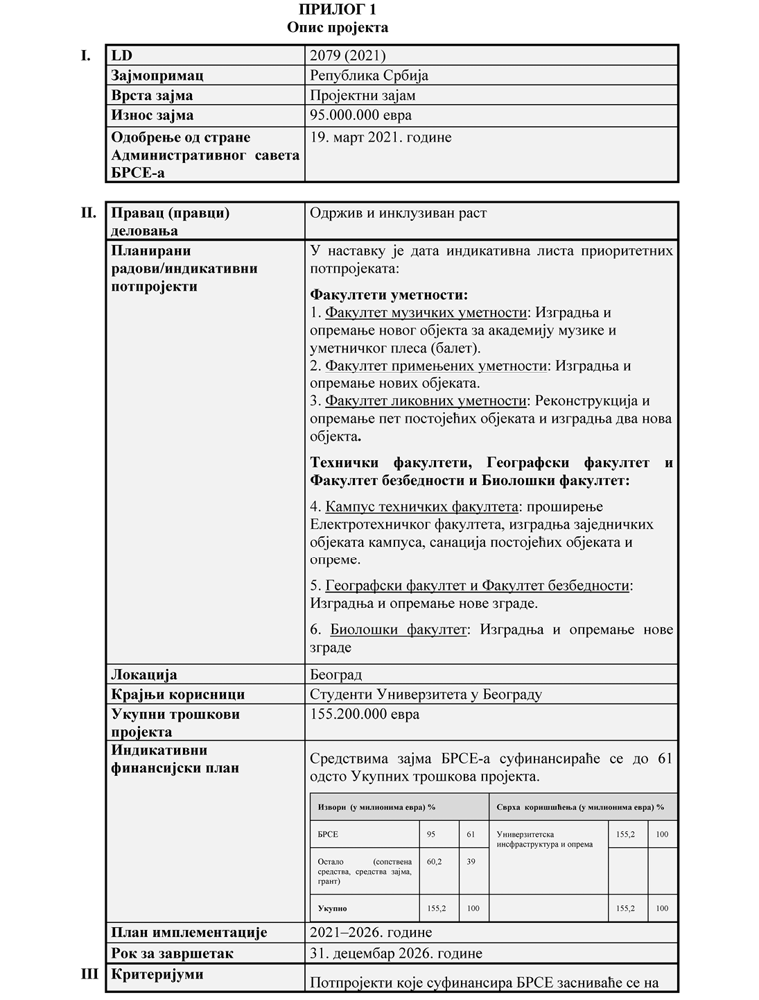 ПРИЛОГ 1
Опис пројекта
I.
LD
2079 (2021)
Зајмопримац
Република Србија
Врста зајма
Пројектни зајам
Износ зајма
95.000.000 евра
Одобрење од стране
Административног савета
БРСЕ-а
19. март 2021. године
II.
Правац (правци)
деловања
Одржив и инклузиван раст
Планирани
радови/индикативни
потпројекти
У наставку је дата индикативна листа приоритетних
потпројеката:
Факултети уметности:
1. Факултет музичких уметности: Изградња и
опремање новог објекта за академију музике и
уметничког плеса (балет).
2. Факултет примењених уметности: Изградња и
опремање нових објеката.
3. Факултет ликовних уметности: Реконструкција и
опремање пет постојећих објеката и изградња два нова
објекта.
Технички факултети, Географски факултет и
Факултет безбедности и Биолошки факултет:
4. Кампус техничких факултета: проширење
Електротехничког факултета, изградња заједничких
објеката кампуса, санација постојећих објеката и
опреме.
5. Географски факултет и Факултет безбедности:
Изградња и опремање нове зграде.
6. Биолошки факултет: Изградња и опремање нове
зграде
Локација
Београд
Крајњи корисници
Студенти Универзитета у Београду
Укупни трошкови
пројекта
155.200.000 евра
Индикативни
финансијски план
Средствима зајма БРСЕ-а суфинансираће се до 61
одсто Укупних трошкова пројекта.
Извори (у милионима евра) %
Сврха коришшћења (у милионима евра) %
БРСЕ
95
61
Универзитетска
инсфраструктура и опрема
155,2
100
Остало (сопствена
средства, средства зајма,
грант)
60,2
39
Укупно
155,2
100
155,2
100
План имплементације
2021–2026. године
Рок за завршетак
31. децембар 2026. године
III
Критеријуми
Потпројекти које суфинансира БРСЕ засниваће се на